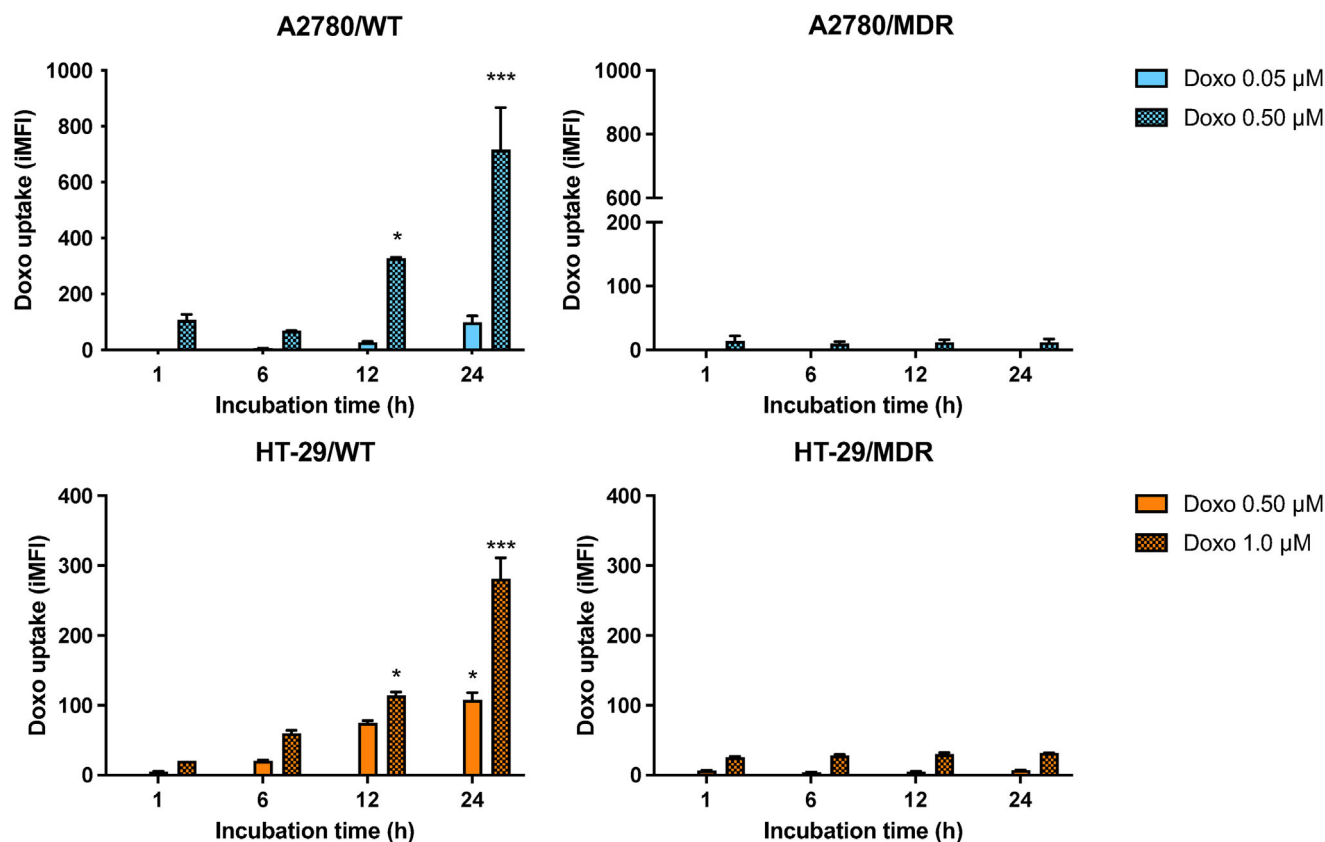 A2780/WT
A2780/MDR
Doxo 0.05 µM
Doxo 0.50 µM
Doxo uptake (iMFI)
1000
800
600
400
200
0
*
***
1 6 12 24
Incubation time (h)
Doxo uptake (iMFI)
1000
800
600
200
100
0
1 6 12 24
Incubation time (h)
HT-29/WT
HT-29/MDR
Doxo 0.50 µM
Doxo 1.0 µM
Doxo uptake (iMFI)
400
300
200
100
0
*
*
***
1 6 12 24
Incubation time (h)
Doxo uptake (iMFI)
400
300
200
100
0
1 6 12 24
Incubation time (h)